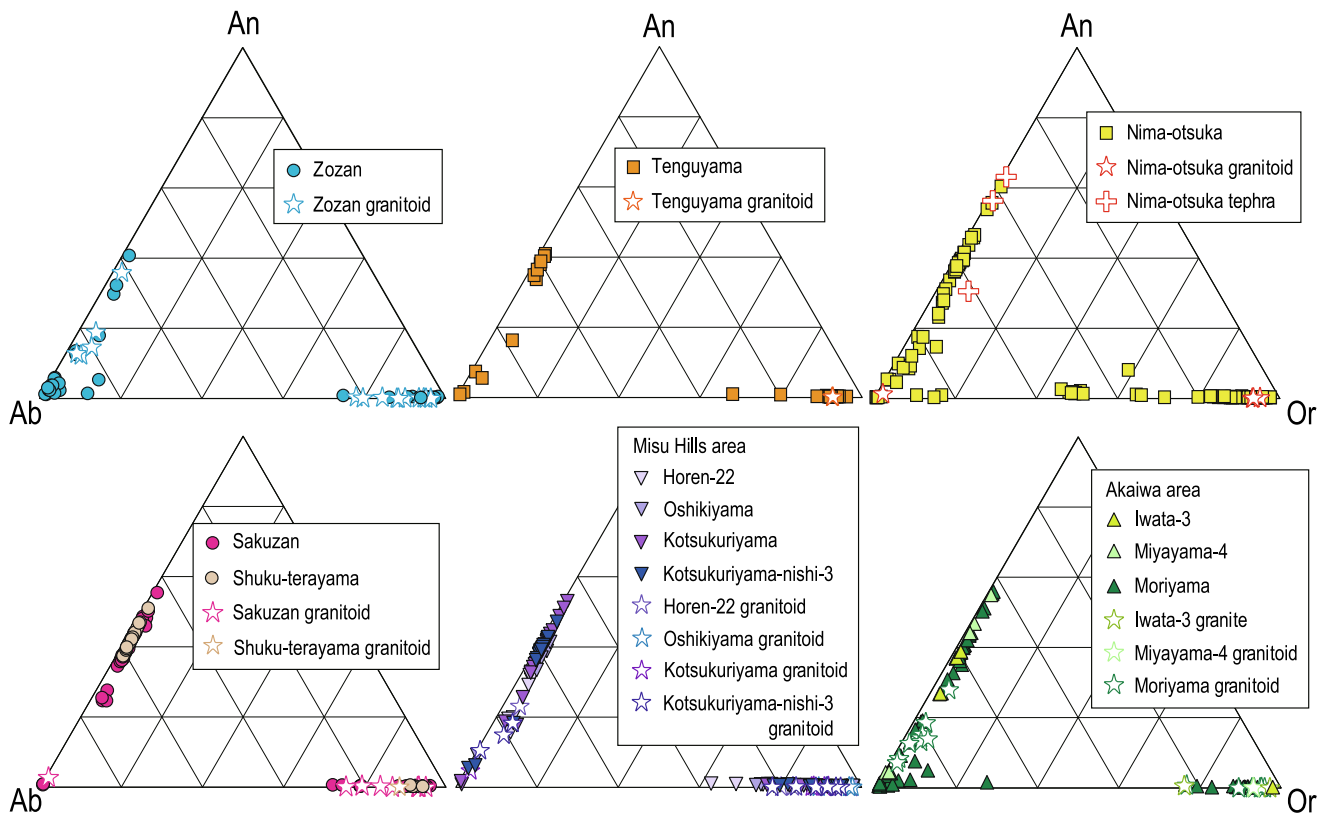 An
Zozan
Zozan granitoid
Ab
An
Tenguyama
Tenguyama granitoid
An
Nima-otsuka
Nima-otsuka granitoid
Nima-otsuka tephra
Or
Sakuzan
Shuku-terayama
Sakuzan granitoid
Shuku-terayama granitoid
Ab
Misu Hills area
Horen-22
Oshikiyama
Kotsukuriyama
Kotsukuriyama-nishi-3
Horen-22 granitoid
Oshikiyama granitoid
Kotsukuriyama granitoid
Kotsukuriyama-nishi-3
granitoid
Akaiwa area
Iwata-3
Miyayama-4
Moriyama
Iwata-3 granite
Miyayama-4 granitoid
Moriyama granitoid
Or